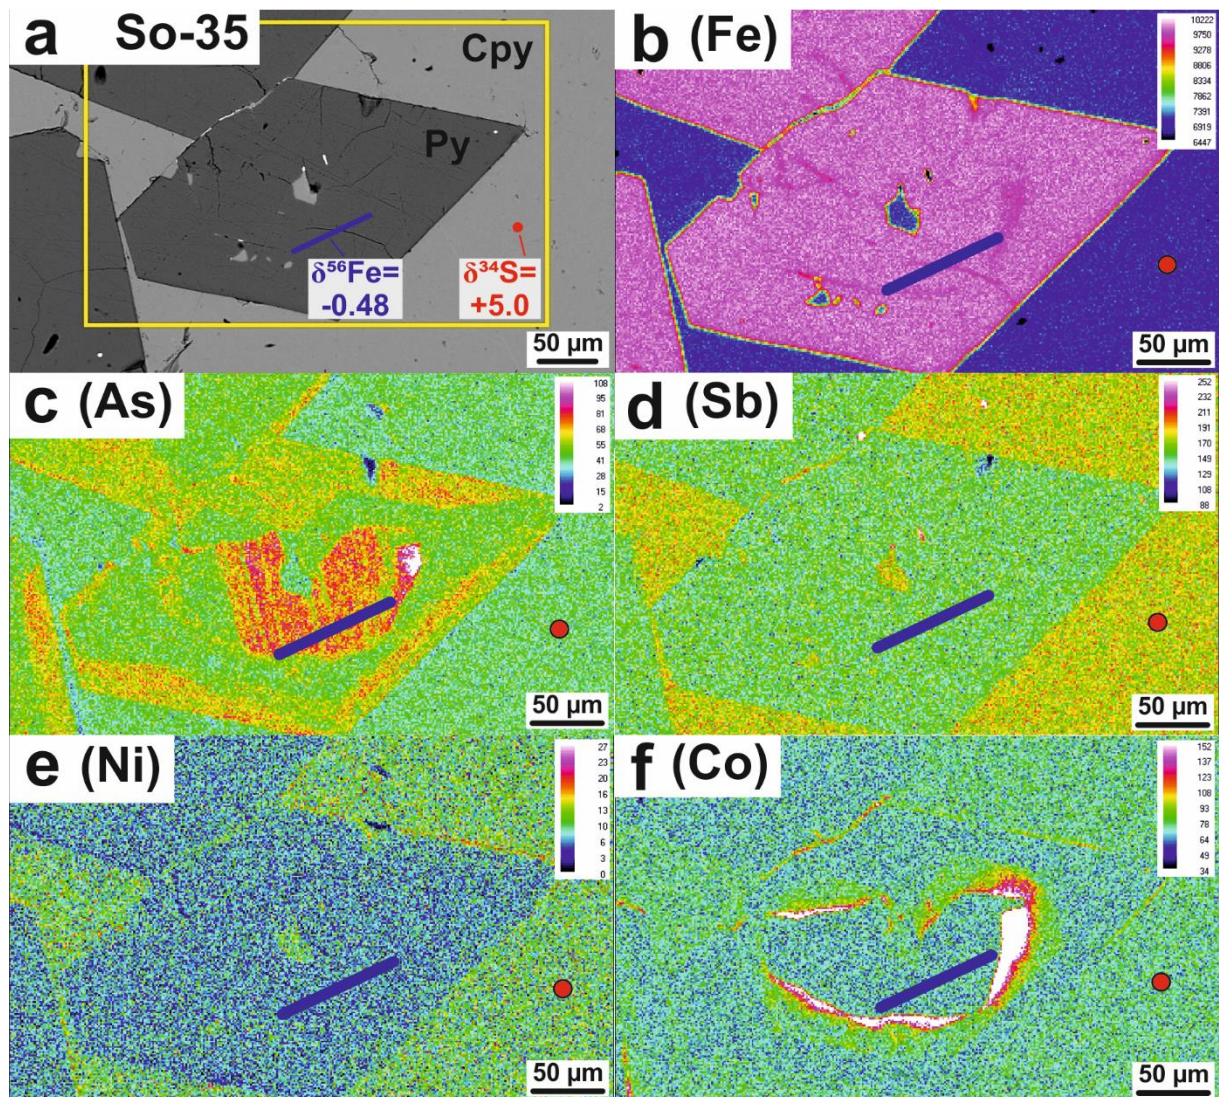 a So-35
Cpy
Py
δ⁵⁶Fe=
-0.48
δ³⁴S=
+5.0
50 µm
b (Fe)
10222
9750
9278
8806
8334
7862
7391
6919
6447
50 µm
c (As)
108
95
81
68
55
41
28
15
2
50 µm
d (Sb)
252
232
211
191
170
149
129
108
88
50 µm
e (Ni)
27
23
20
16
13
10
6
3
0
50 µm
f (Co)
152
137
123
108
93
78
64
49
34
50 µm